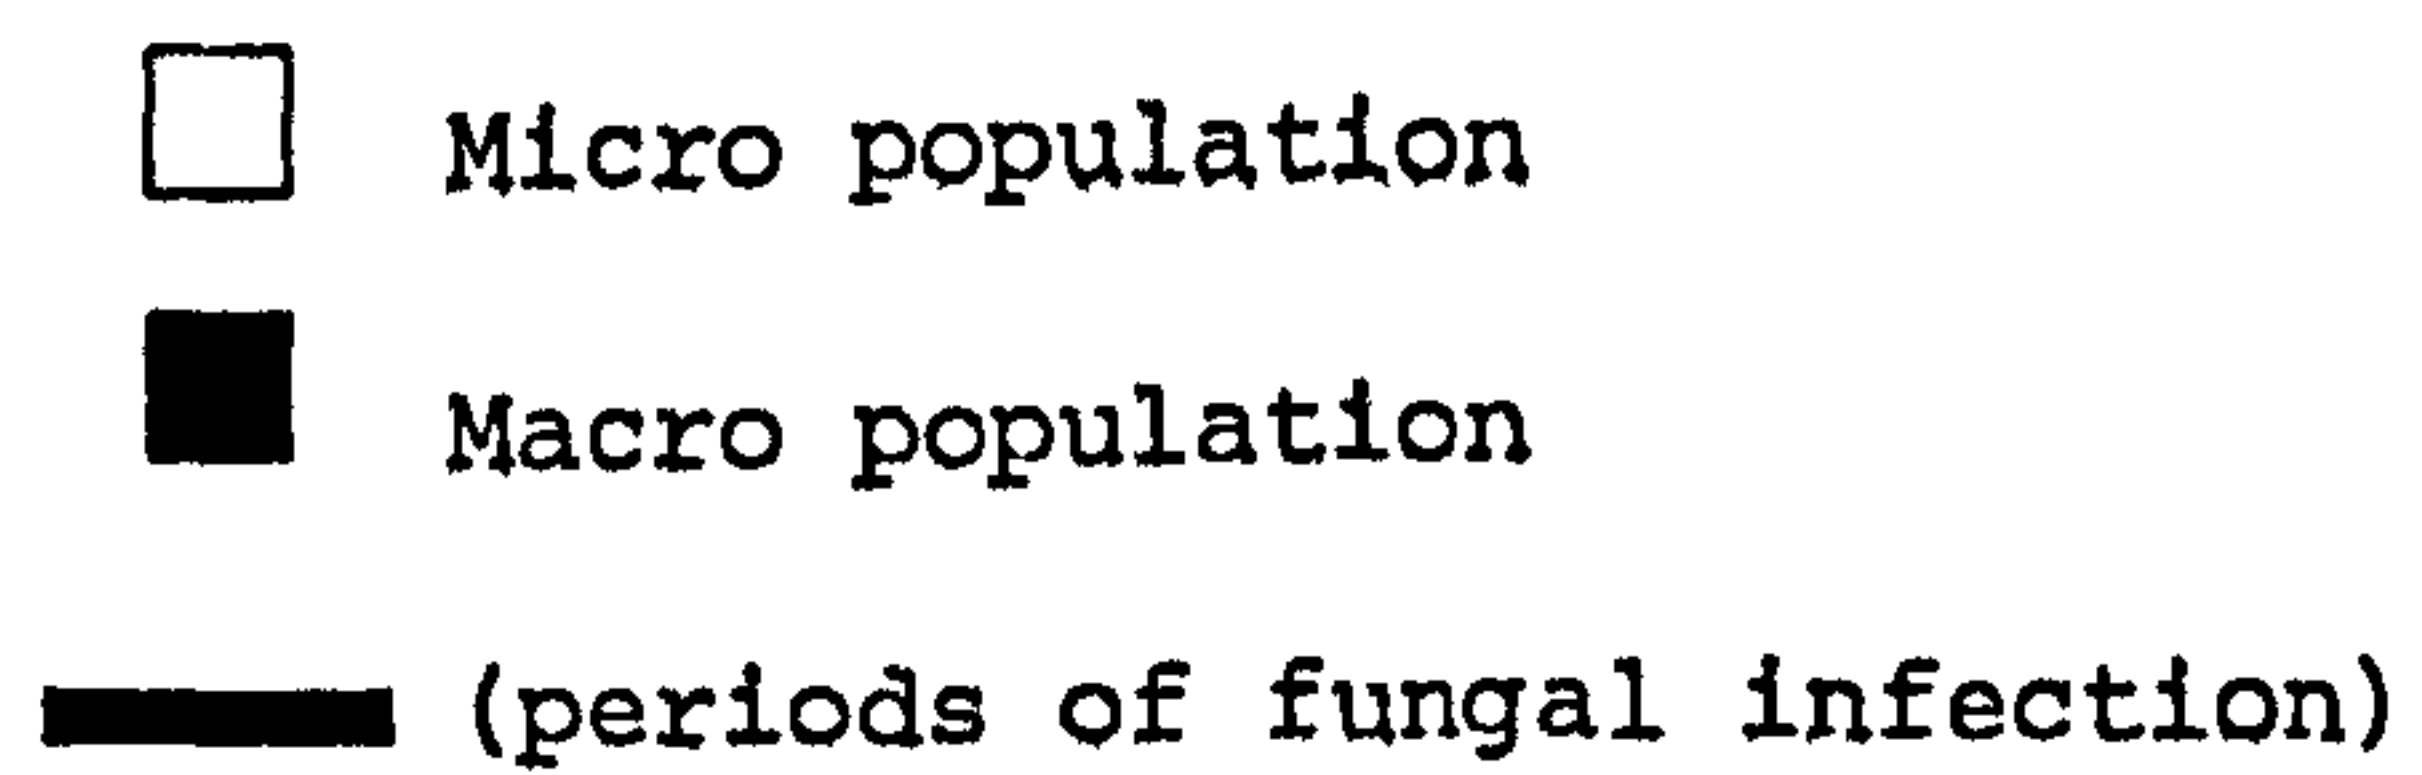 Micro population
Macro population
(periods of fungal infection)